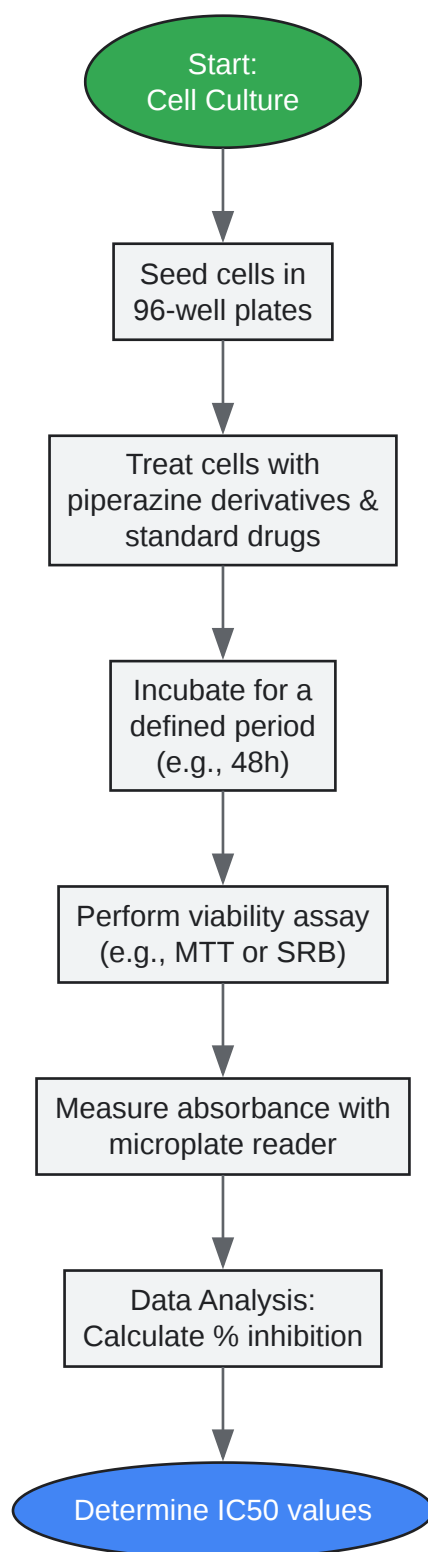 Start:
Cell Culture
Seed cells in
96-well plates
Treat cells with
piperazine derivatives &
standard drugs
Incubate for a
defined period
(e.g., 48h)
Perform viability assay
(e.g., MTT or SRB)
Measure absorbance with
microplate reader
Data Analysis:
Calculate % inhibition
Determine IC50 values